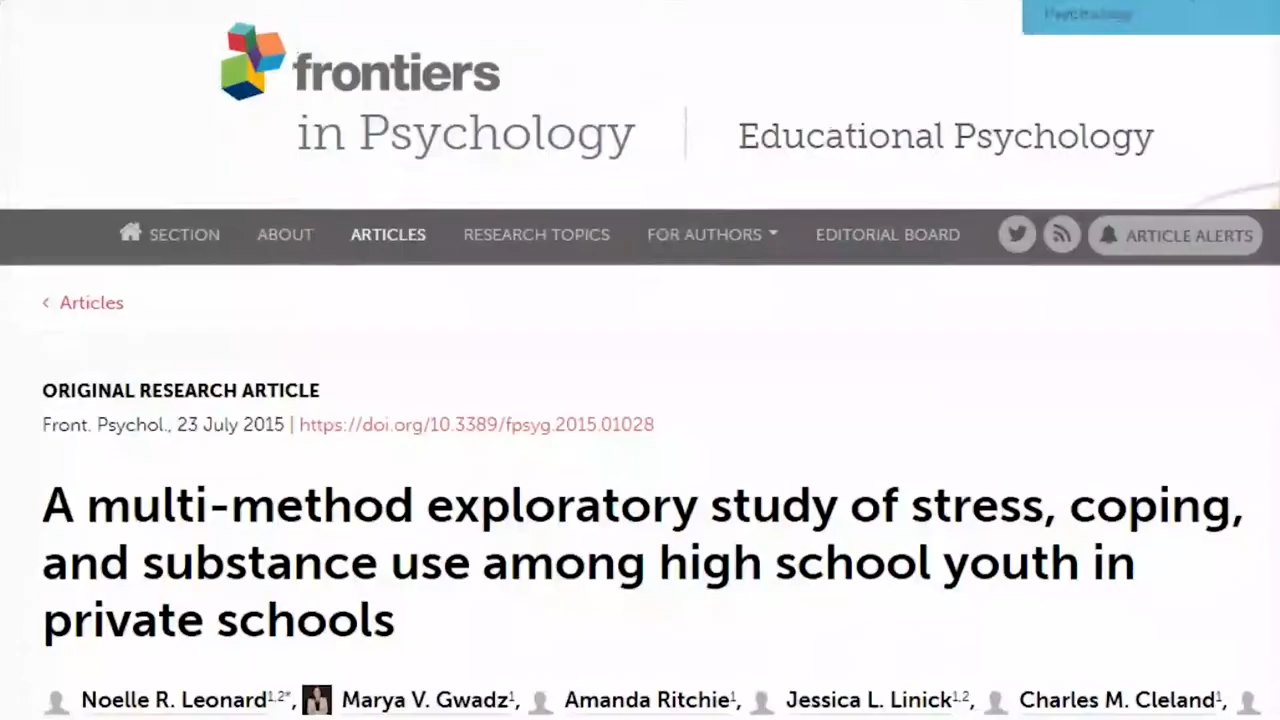 Psychology
frontiers
in Psychology
Educational Psychology
SECTION ABOUT ARTICLES RESEARCH TOPICS FOR AUTHORS EDITORIAL BOARD ARTICLE ALERTS
‹ Articles
ORIGINAL RESEARCH ARTICLE
Front. Psychol., 23 July 2015 | https://doi.org/10.3389/fpsyg.2015.01028
A multi-method exploratory study of stress, coping,
and substance use among high school youth in
private schools
Noelle R. Leonard1,2*, Marya V. Gwadz1, Amanda Ritchie1, Jessica L. Linick1,2, Charles M. Cleland1,